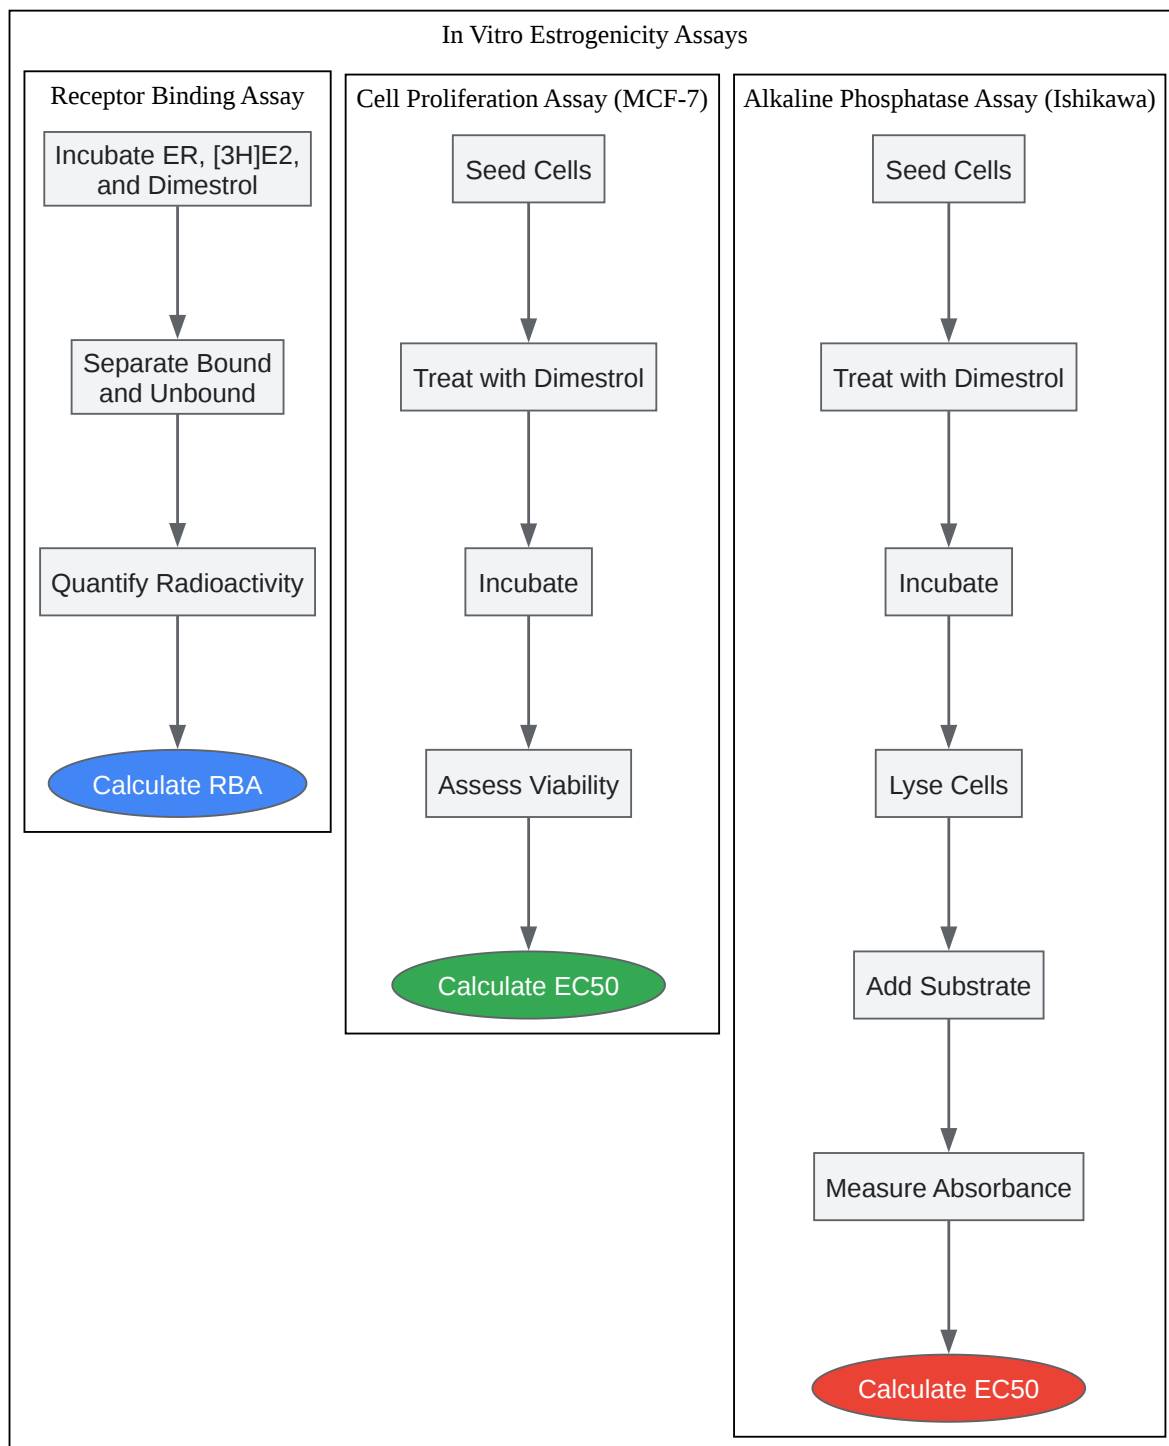 In Vitro Estrogenicity Assays
Receptor Binding Assay
Incubate ER, [3H]E2,
and Dimestrol
Separate Bound
and Unbound
Quantify Radioactivity
Calculate RBA
Cell Proliferation Assay (MCF-7)
Seed Cells
Treat with Dimestrol
Incubate
Assess Viability
Calculate EC50
Alkaline Phosphatase Assay (Ishikawa)
Seed Cells
Treat with Dimestrol
Incubate
Lyse Cells
Add Substrate
Measure Absorbance
Calculate EC50